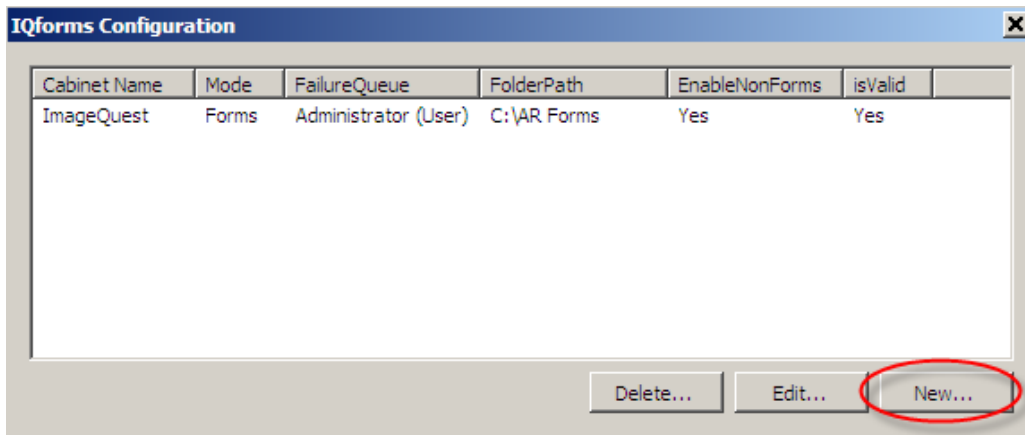 IQforms Configuration
Cabinet Name Mode FailureQueue FolderPath EnableNonForms isValid
ImageQuest Forms Administrator (User) C:\AR Forms Yes Yes
Delete... Edit... New...